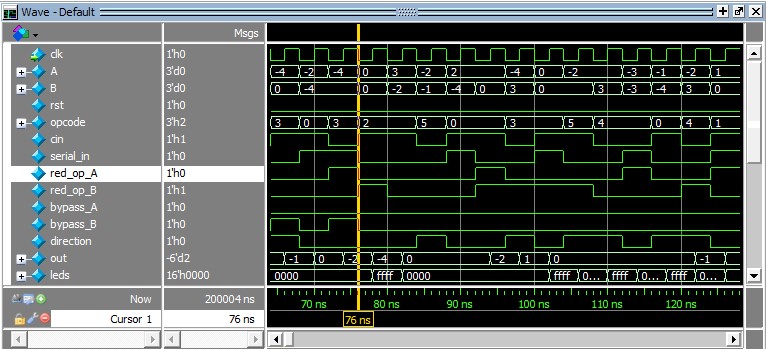 Wave - Default
Msgs
clk 1'h0
A 3'd0 -4 -2 -4 0 3 -2 2 -4 0 -2 -3 -1 -2 1
B 3'd0 0 -4 0 -2 -1 -4 0 3 0 3 -3 -4 3 0
rst 1'h0
opcode 3'h2 3 0 3 2 5 0 3 5 4 0 4 1
cin 1'h1
serial_in 1'h0
red_op_A 1'h0
red_op_B 1'h1
bypass_A 1'h0
bypass_B 1'h0
direction 1'h0
out -6'd2 -1 0 -2 -4 0 -2 1 0 -1
leds 16'h0000 0000 ffff 0000 ffff 0... ffff ffff ffff 0...
Now 200004 ns 70 ns 80 ns 90 ns 100 ns 110 ns 120 ns
Cursor 1 76 ns 76 ns